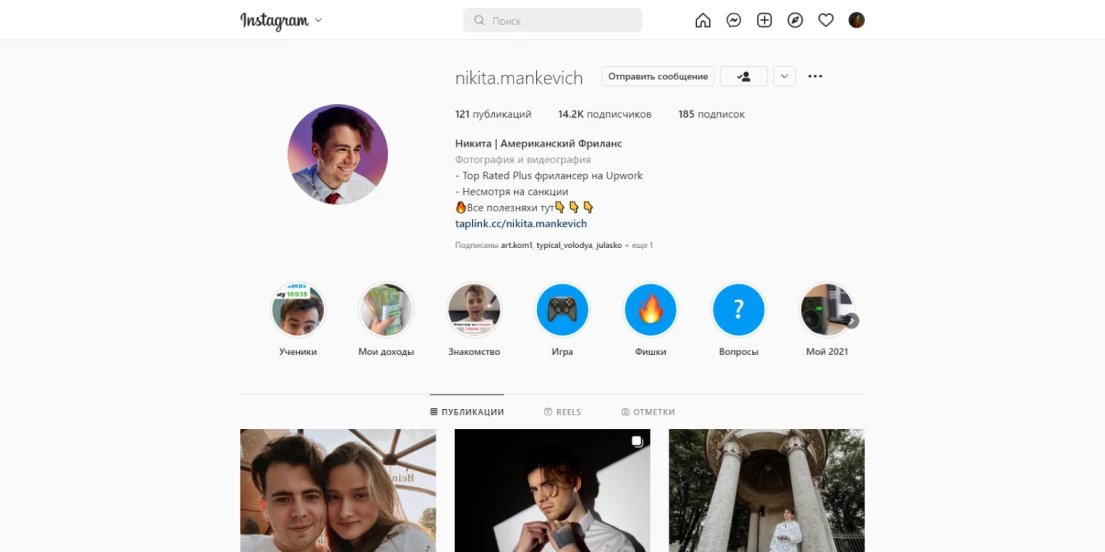 Instagram
Поиск
nikita.mankevich
Отправить сообщение
121 публикаций 14.2K подписчиков 185 подписок
Никита | Американский Фриланс
Фотография и видеография
- Top Rated Plus фрилансер на Upwork
- Несмотря на санкции
🔥Все полезняхи тут👇👇👇
taplink.cc/nikita.mankevich
Подписаны art.kom1, typical_volodya, julasko + еще 1
?
Ученики Мои доходы Знакомство Игра Фишки Вопросы Мой 2021
ПУБЛИКАЦИИ REELS ОТМЕТКИ